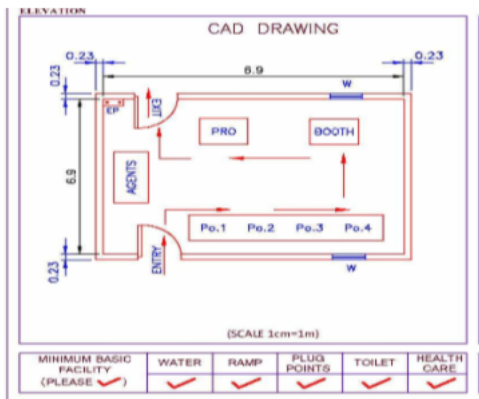 ELEVATION
CAD DRAWING
0.23
6.9
0.23
0.23
W
EP
EXIT
PRO
BOOTH
6.9
AGENTS
Po.1 Po.2 Po.3 Po.4
ENTRY
0.23
W
(SCALE 1cm=1m)
MINIMUM BASIC
FACILITY
(PLEASE ✓)
WATER
RAMP
PLUG
POINTS
TOILET
HEALTH
CARE